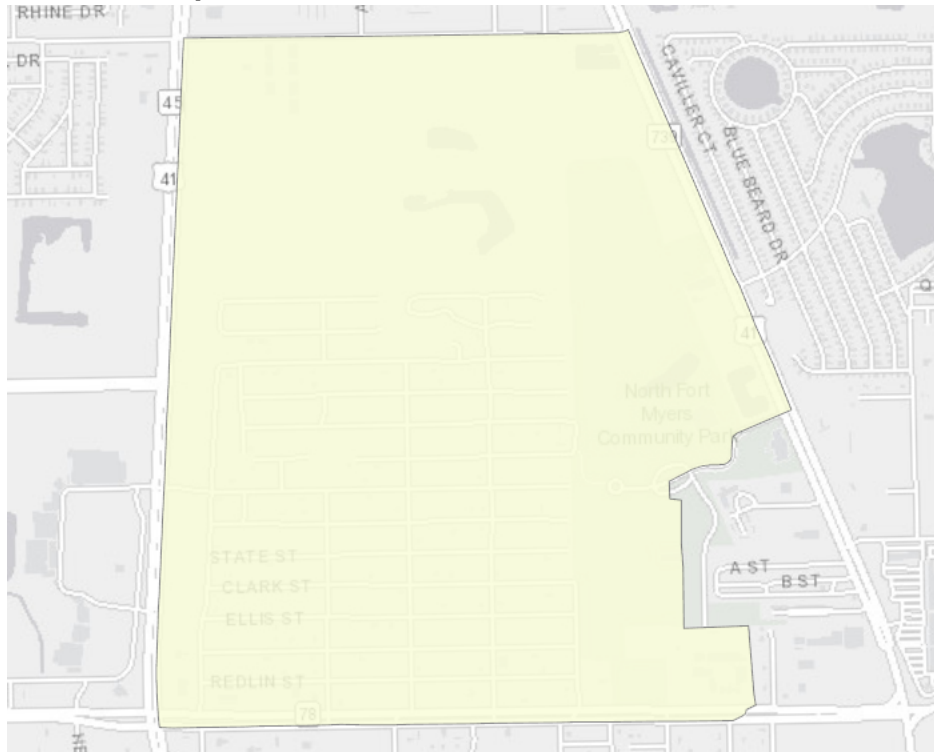 RHINE DR
DR
45
41
CAVILLER CT
739
BLUE BEARD DR
41
North Fort
Myers
Community Park
STATE ST
CLARK ST
ELLIS ST
REDLIN ST
78
A ST
B ST